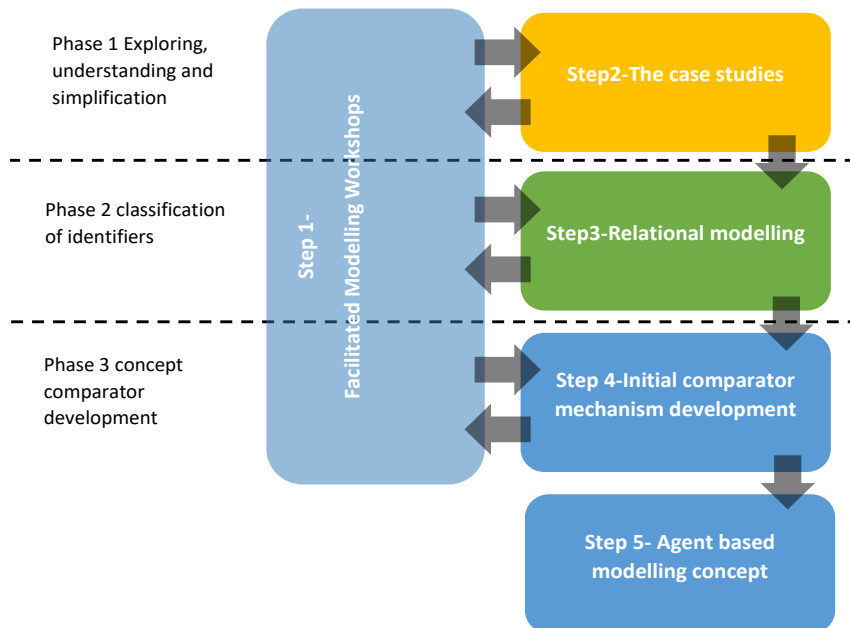 Phase 1 Exploring,
understanding and
simplification
Step 1-
Facilitated Modelling Workshops
Step2-The case studies
Phase 2 classification
of identifiers
Step3-Relational modelling
Phase 3 concept
comparator
development
Step 4-Initial comparator
mechanism development
Step 5- Agent based
modelling concept